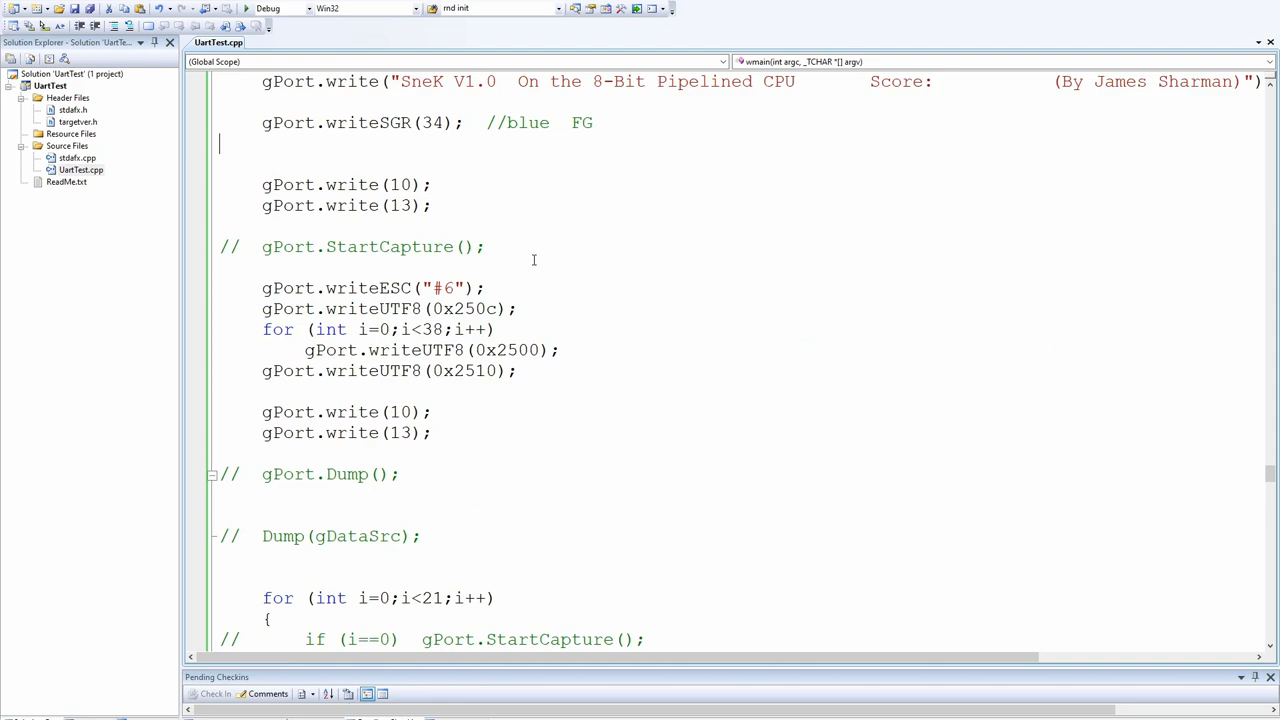 Debug Win32 rnd init
Solution Explorer - Solution 'UartTe...
UartTest.cpp
(Global Scope) wmain(int argc, _TCHAR *[] argv)
Solution 'UartTest' (1 project)
UartTest
Header Files
stdafx.h
targetver.h
Resource Files
Source Files
stdafx.cpp
UartTest.cpp
ReadMe.txt
gPort.write("SneK V1.0  On the 8-Bit Pipelined CPU       Score:            (By James Sharman)")
gPort.writeSGR(34);  //blue  FG
gPort.write(10);
gPort.write(13);
//  gPort.StartCapture();
gPort.writeESC("#6");
gPort.writeUTF8(0x250c);
for (int i=0;i<38;i++)
gPort.writeUTF8(0x2500);
gPort.writeUTF8(0x2510);
gPort.write(10);
gPort.write(13);
//  gPort.Dump();
//  Dump(gDataSrc);
for (int i=0;i<21;i++)
{
//      if (i==0)  gPort.StartCapture();
Pending Checkins
Check In Comments